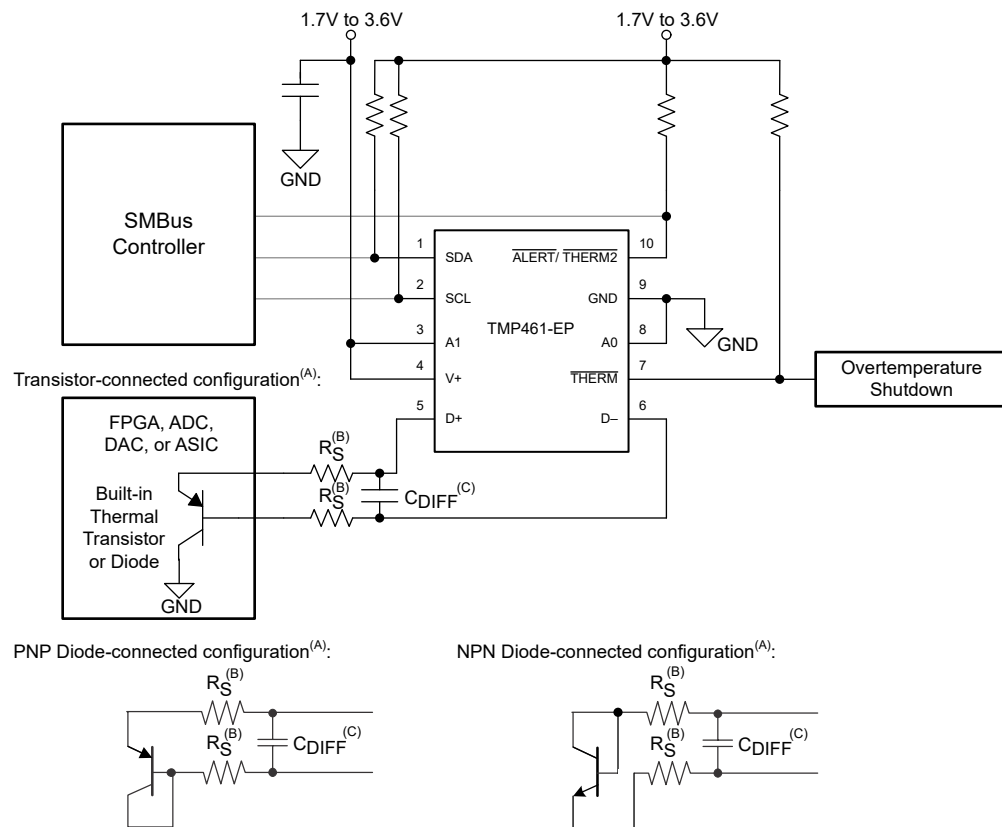 1.7V to 3.6V
1.7V to 3.6V
GND
SMBus
Controller
1
SDA
2
SCL
3
A1
4
V+
5
D+
TMP461-EP
10
ALERT/ THERM2
9
GND
8
A0
7
THERM
6
D–
GND
Overtemperature
Shutdown
Transistor-connected configuration(A):
FPGA, ADC,
DAC, or ASIC
Built-in
Thermal
Transistor
or Diode
GND
RS(B)
RS(B)
CDIFF(C)
PNP Diode-connected configuration(A):
RS(B)
RS(B)
CDIFF(C)
NPN Diode-connected configuration(A):
RS(B)
RS(B)
CDIFF(C)